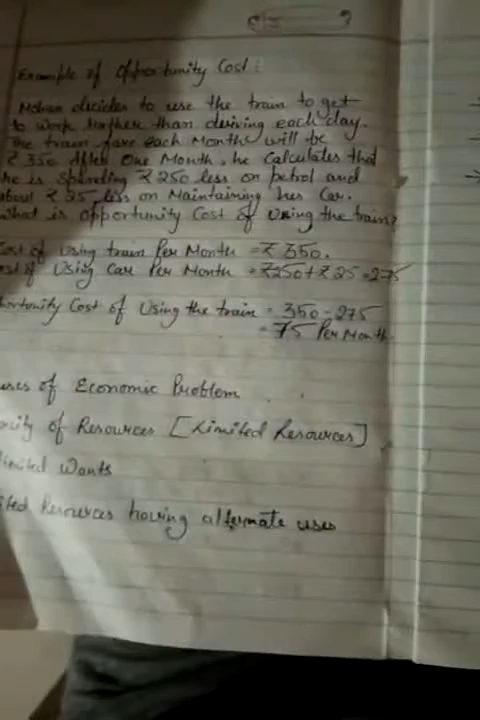 Example of Opportunity Cost:
Mohan decides to use the train to get
to work rather than deriving each day.
The train fare each Month will be
₹ 350 After One Month, he Calculates that
he is Spending ₹ 250 less on petrol and
about ₹ 25 less on Maintaining his Car.
What is Opportunity Cost of Using the train?
Cost of Using train Per Month = ₹ 350.
Cost of Using Car Per Month = ₹250 + ₹ 25 = 275
Opportunity Cost of Using the train = 350 - 275
= 75 Per Month
uses of Economic Problem
city of Resources [Limited Resources]
limited Wants
ited Resources having alternate uses